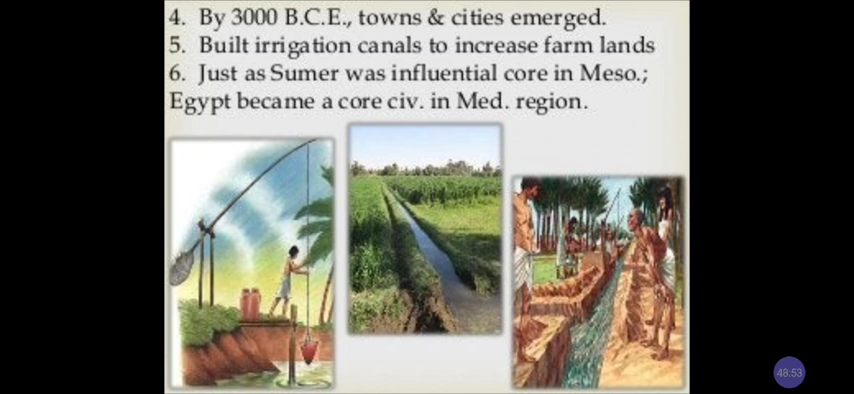 4. By 3000 B.C.E., towns & cities emerged.
5. Built irrigation canals to increase farm lands
6. Just as Sumer was influential core in Meso.;
Egypt became a core civ. in Med. region.
48:53